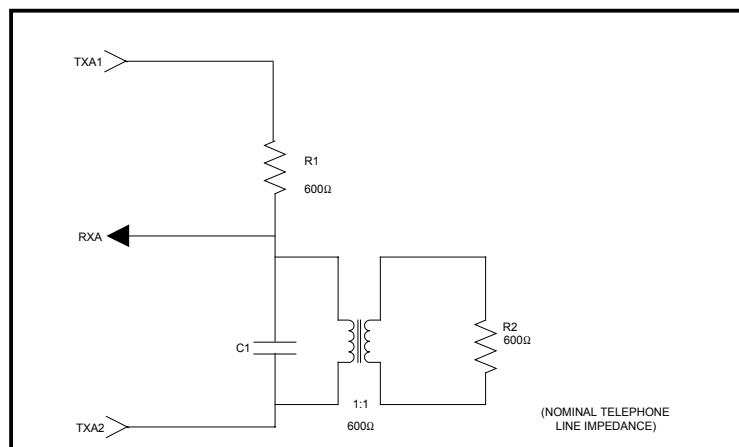 TXA1
R1
600Ω
RXA
R2
600Ω
C1
1:1
600Ω
TXA2
(NOMINAL TELEPHONE
LINE IMPEDANCE)